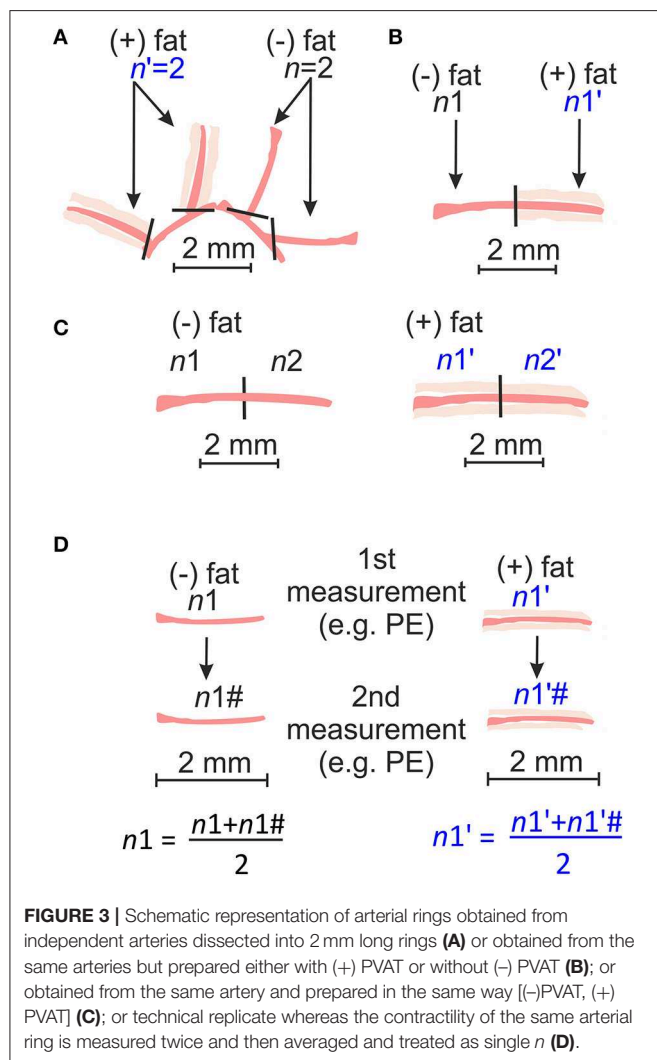 A
(+) fat
n'=2
(-) fat
n=2
2 mm
B
(-) fat
n1
(+) fat
n1'
2 mm
C
(-) fat
n1 n2
2 mm
(+) fat
n1' n2'
2 mm
D
(-) fat
n1
1st
measurement
(e.g. PE)
(+) fat
n1'
n1#
2nd
measurement
(e.g. PE)
n1'#
2 mm
2 mm
n1 = n1+n1#
2
n1' = n1'+n1'#
2
FIGURE 3 | Schematic representation of arterial rings obtained from
independent arteries dissected into 2 mm long rings (A) or obtained from the
same arteries but prepared either with (+) PVAT or without (–) PVAT (B); or
obtained from the same artery and prepared in the same way [(–)PVAT, (+)
PVAT] (C); or technical replicate whereas the contractility of the same arterial
ring is measured twice and then averaged and treated as single n (D).